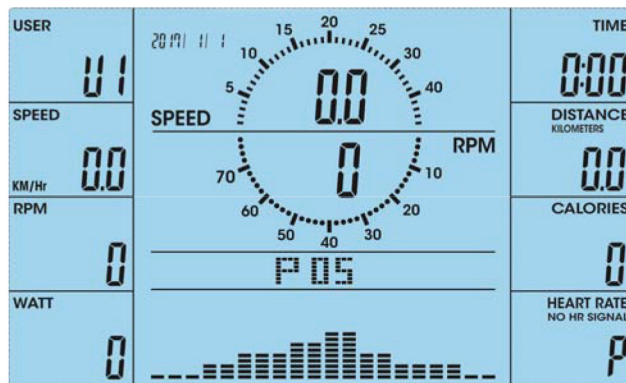 USER
U1
SPEED
KM/Hr 0.0
RPM
0
WATT
0
2017/ 1/ 1
5 10 15 20 25 30 40
0.0
SPEED
RPM
0
70 60 50 40 30 20 10
P05
TIME
0:00
DISTANCE
KILOMETERS
0.0
CALORIES
0
HEART RATE
NO HR SIGNAL
P